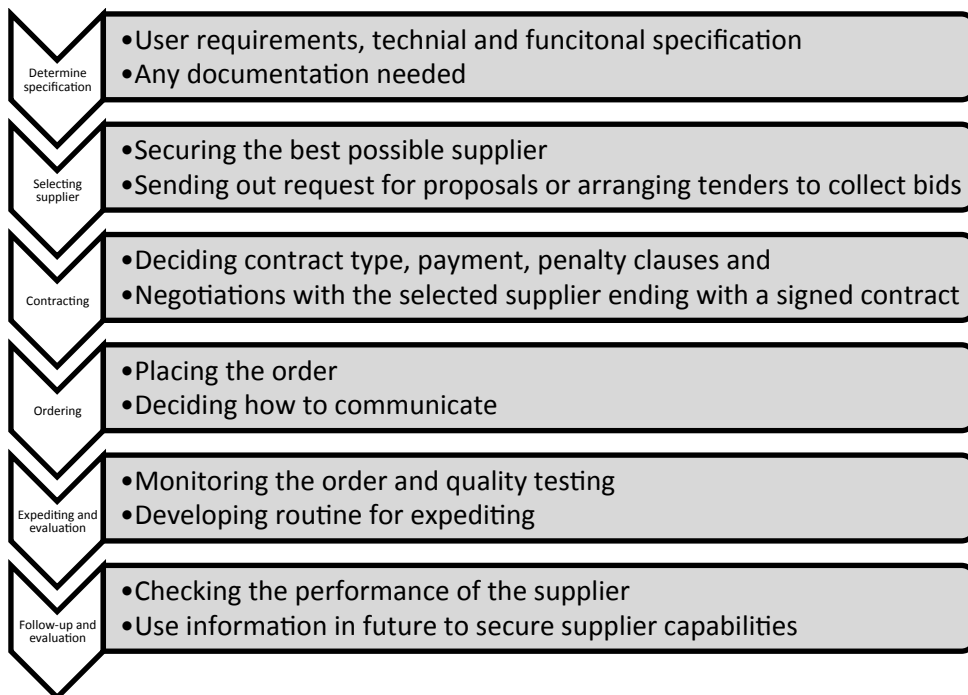 Determine
specification
•User requirements, technial and funcitonal specification
•Any documentation needed
Selecting
supplier
•Securing the best possible supplier
•Sending out request for proposals or arranging tenders to collect bids
Contracting
•Deciding contract type, payment, penalty clauses and
•Negotiations with the selected supplier ending with a signed contract
Ordering
•Placing the order
•Deciding how to communicate
Expediting and
evaluation
•Monitoring the order and quality testing
•Developing routine for expediting
Follow-up and
evaluation
•Checking the performance of the supplier
•Use information in future to secure supplier capabilities